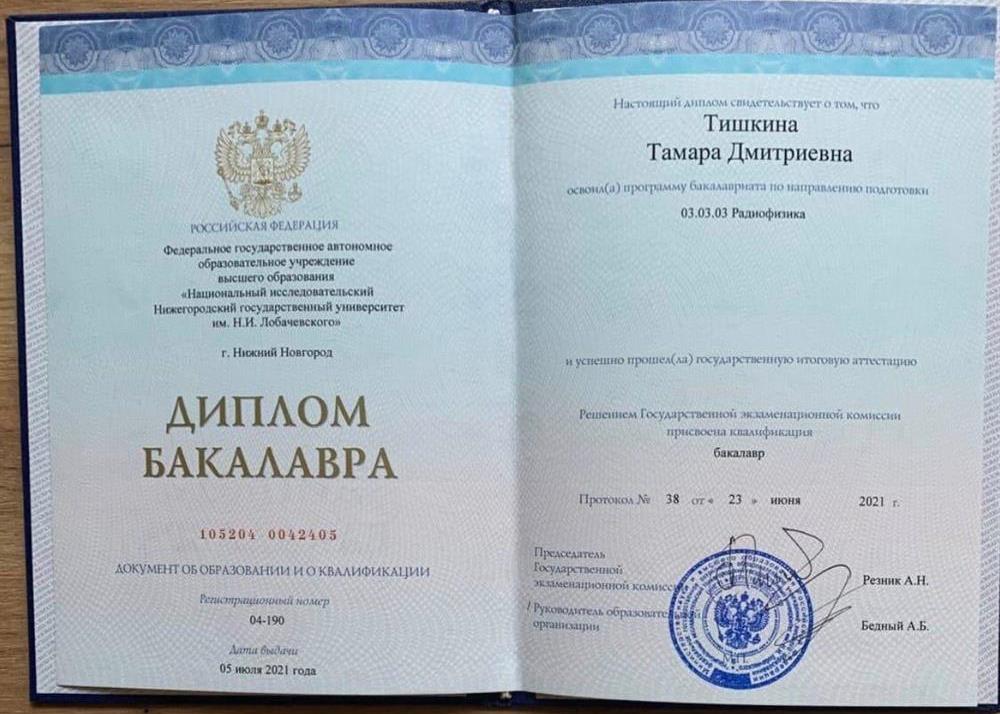 РОССИЙСКАЯ ФЕДЕРАЦИЯ
Федеральное государственное автономное
образовательное учреждение
высшего образования
«Национальный исследовательский
Нижегородский государственный университет
им. Н.И. Лобачевского»
г. Нижний Новгород
ДИПЛОМ
БАКАЛАВРА
105204 0042405
ДОКУМЕНТ ОБ ОБРАЗОВАНИИ И О КВАЛИФИКАЦИИ
Регистрационный номер
04-190
Дата выдачи
05 июля 2021 года
Настоящий диплом свидетельствует о том, что
Тишкина
Тамара Дмитриевна
освоил(а) программу бакалавриата по направлению подготовки
03.03.03 Радиофизика
и успешно прошел(ла) государственную итоговую аттестацию
Решением Государственной экзаменационной комиссии
присвоена квалификация
бакалавр
Протокол № 38 от « 23 » июня 2021 г.
Председатель
Государственной
экзаменационной комиссии
Резник А.Н.
/ Руководитель образовательной
организации
Бедный А.Б.
М.П.